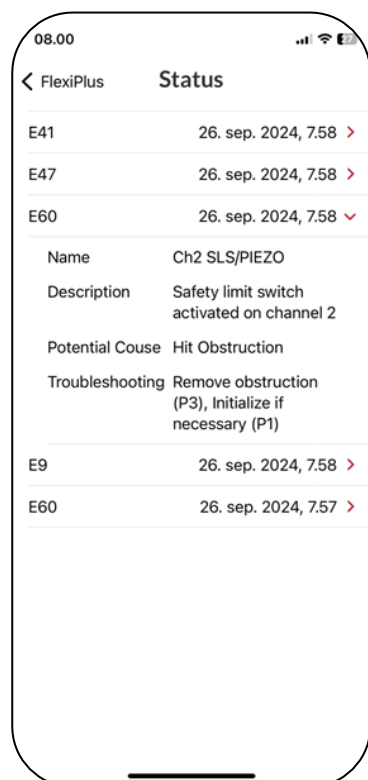 08.00 27
FlexiPlus Status
E41 26. sep. 2024, 7.58
E47 26. sep. 2024, 7.58
E60 26. sep. 2024, 7.58
Name Ch2 SLS/PIEZO
Description Safety limit switch
activated on channel 2
Potential Couse Hit Obstruction
Troubleshooting Remove obstruction
(P3), Initialize if
necessary (P1)
E9 26. sep. 2024, 7.58
E60 26. sep. 2024, 7.57